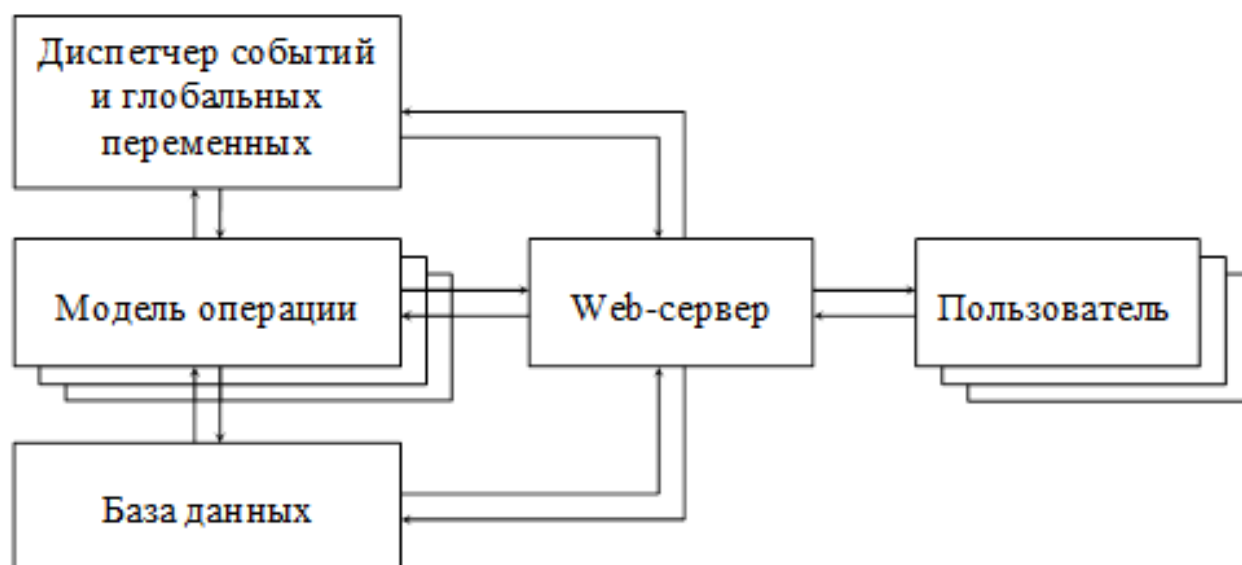 Диспетчер событий
и глобальных
переменных
Модель операции
Web-сервер
Пользователь
База данных